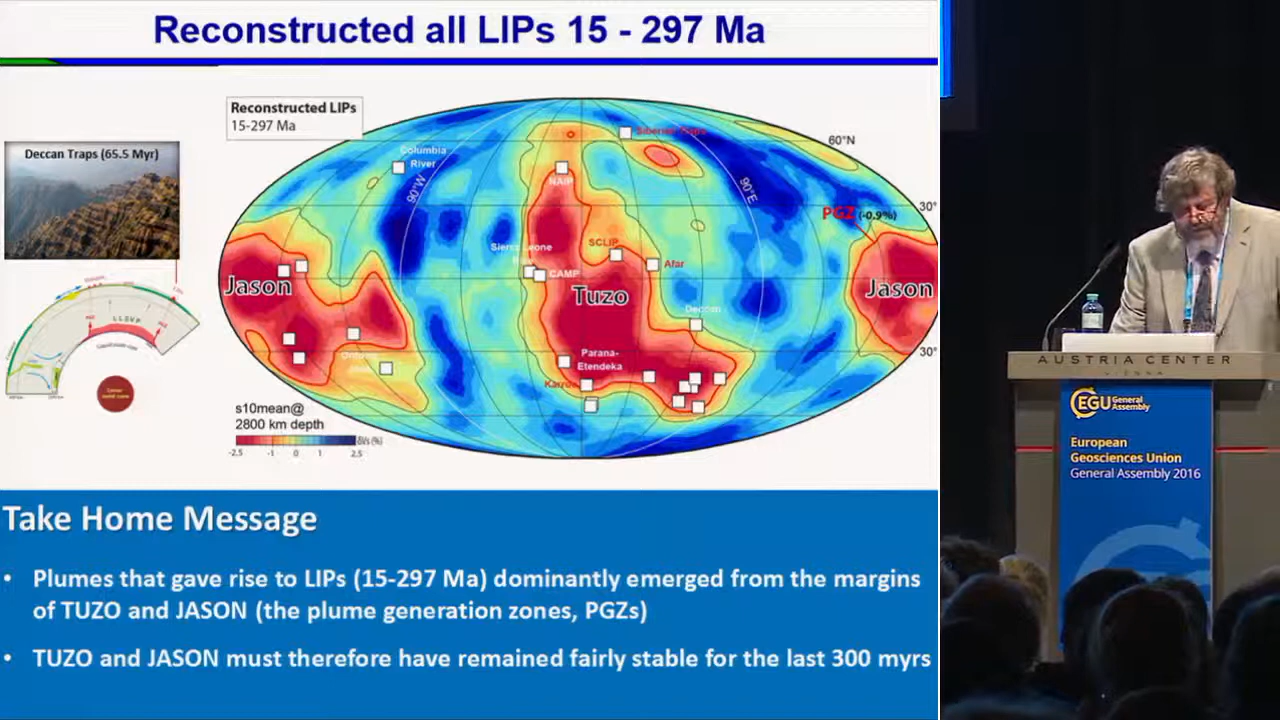 Reconstructed all LIPs 15 - 297 Ma
Reconstructed LIPs
15-297 Ma
Deccan Traps (65.5 Myr)
Columbia
River
Siberian Traps
60°N
NAIP
90°W
90°E
30°
PGZ (-0.9%)
Sierra Leone
SCLIP
Afar
CAMP
Jason
Tuzo
Jason
Deccan
30°
Parana-
Etendeka
Karroo
LLSVP
s10mean@
2800 km depth
δVs (%)
-2.5 -1 0 1 2.5
Take Home Message
• Plumes that gave rise to LIPs (15-297 Ma) dominantly emerged from the margins
of TUZO and JASON (the plume generation zones, PGZs)
• TUZO and JASON must therefore have remained fairly stable for the last 300 myrs
AUSTRIA CENTER
VIENNA
EGU General
Assembly
European
Geosciences Union
General Assembly 2016